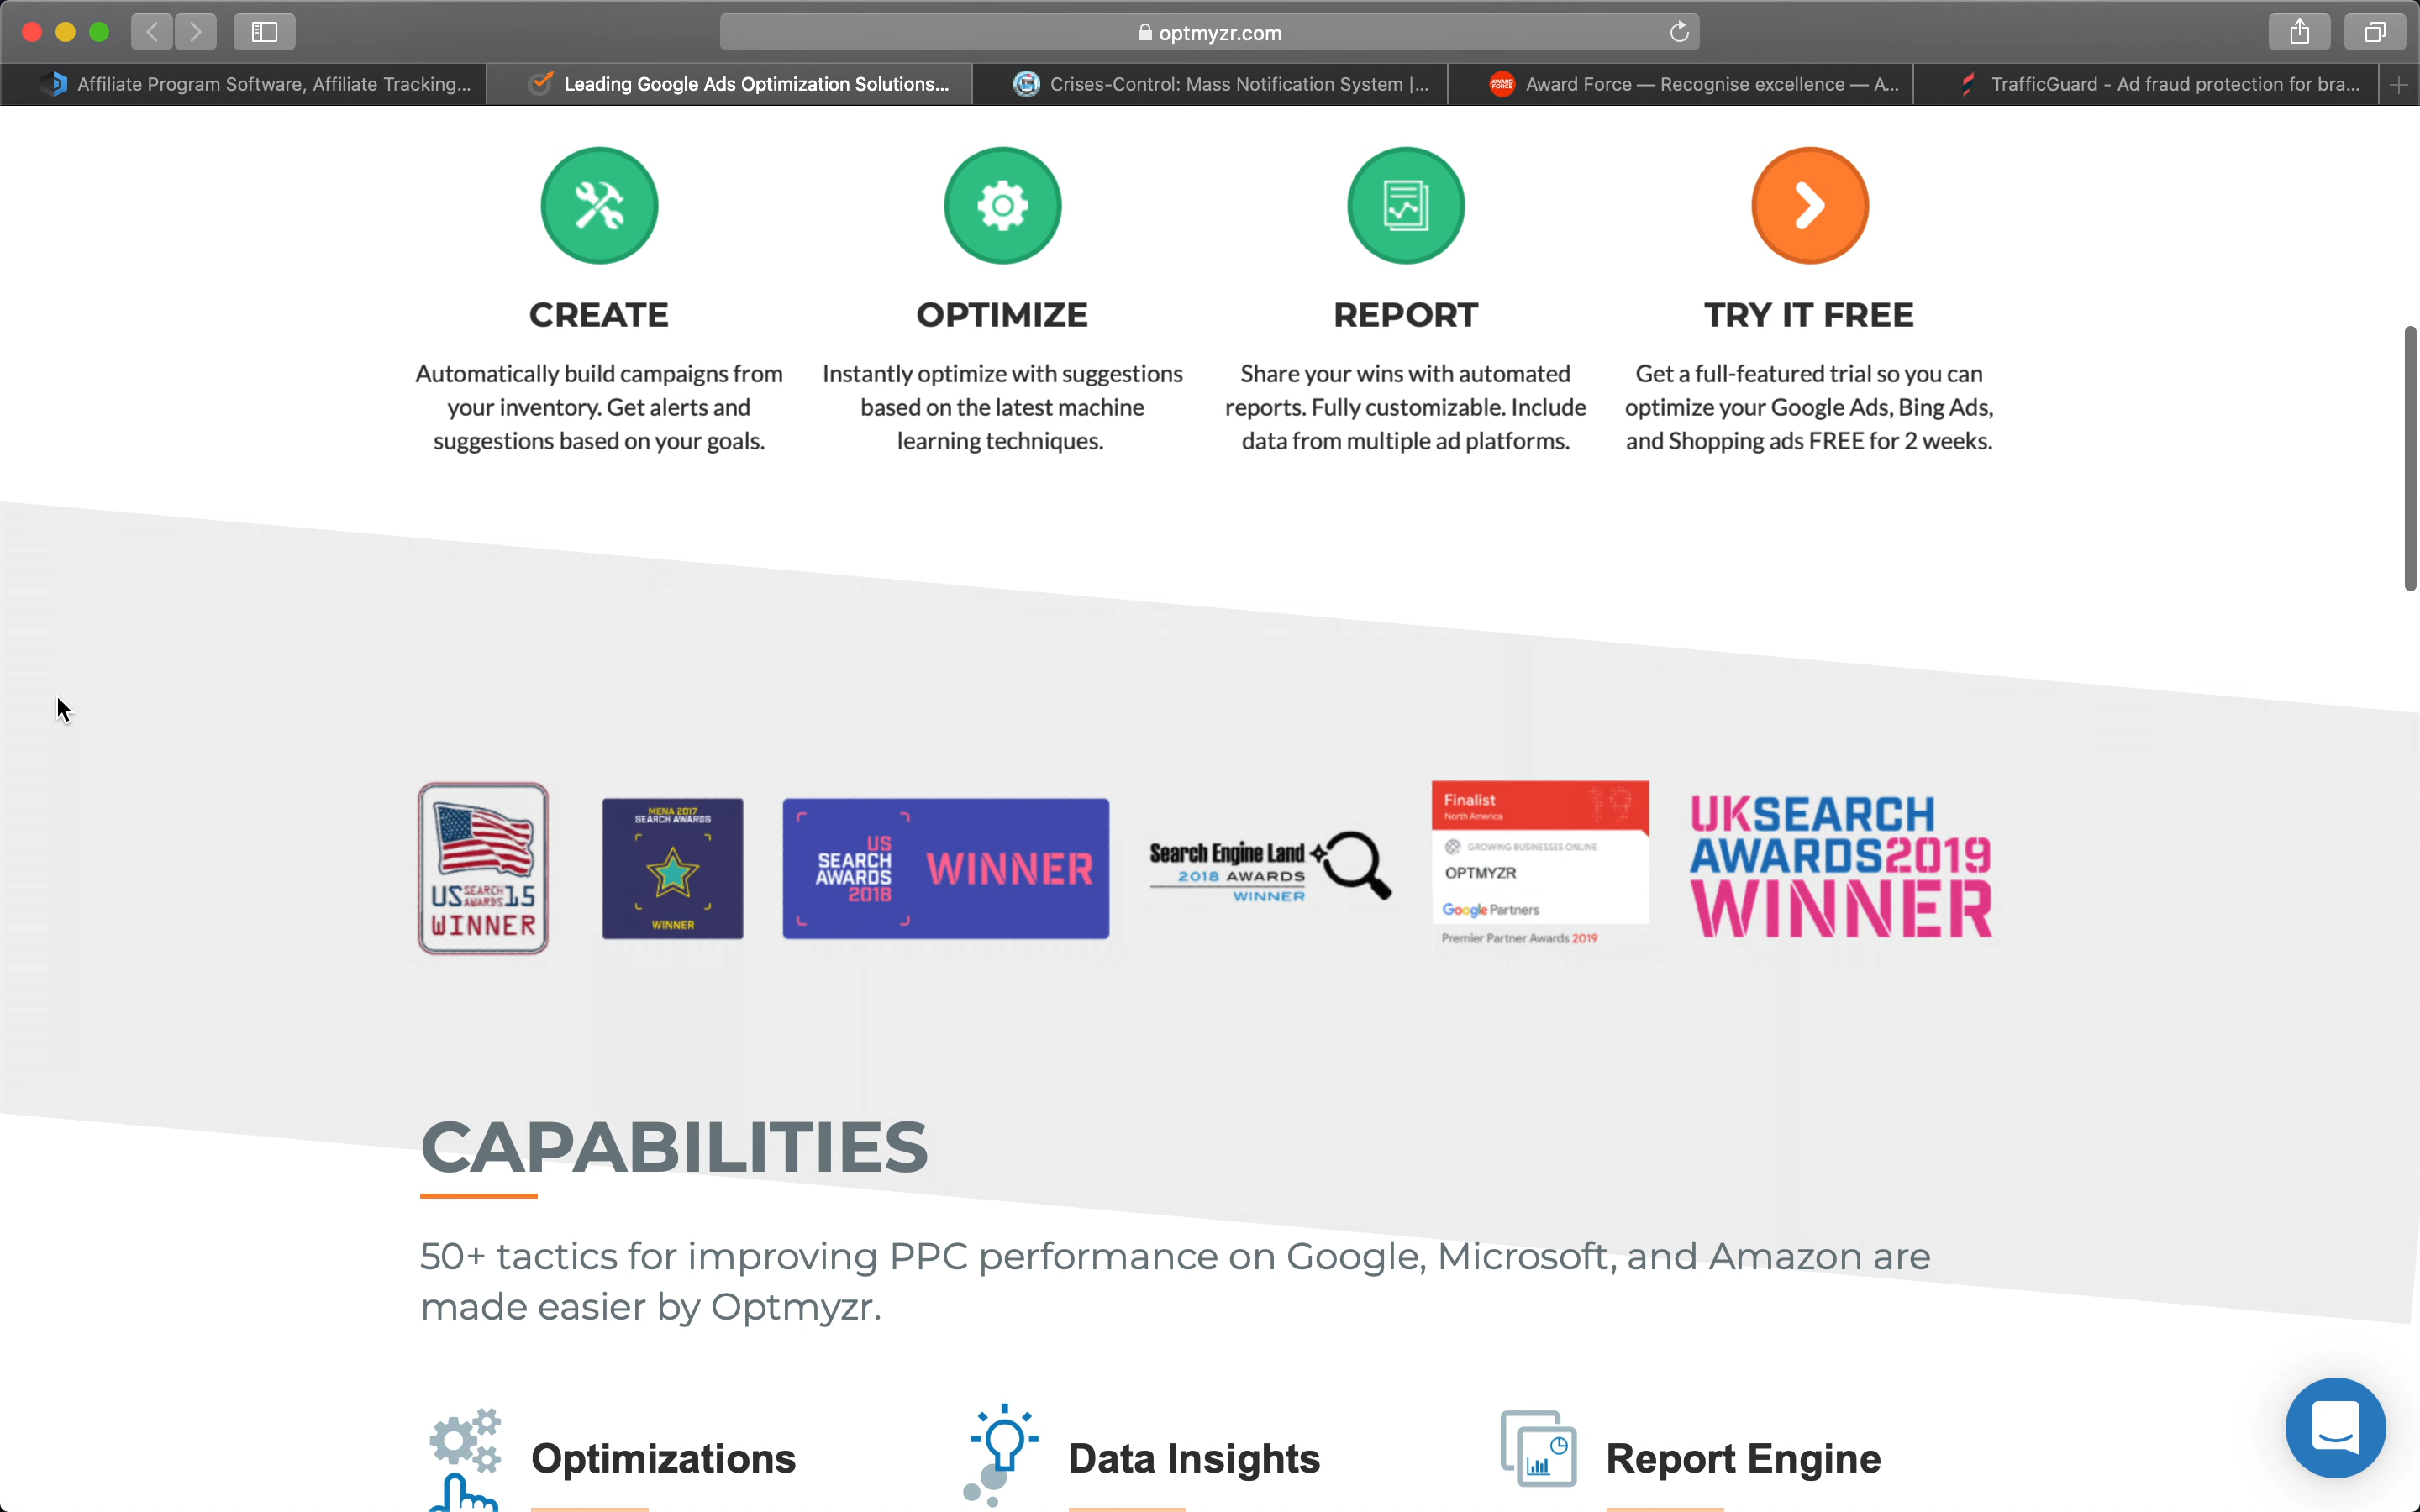 optmyzr.com
Affiliate Program Software, Affiliate Tracking...
Leading Google Ads Optimization Solutions...
Crises-Control: Mass Notification System |...
Award Force — Recognise excellence — A...
TrafficGuard - Ad fraud protection for bra...
CREATE
Automatically build campaigns from
your inventory. Get alerts and
suggestions based on your goals.
OPTIMIZE
Instantly optimize with suggestions
based on the latest machine
learning techniques.
REPORT
Share your wins with automated
reports. Fully customizable. Include
data from multiple ad platforms.
TRY IT FREE
Get a full-featured trial so you can
optimize your Google Ads, Bing Ads,
and Shopping ads FREE for 2 weeks.
US SEARCH AWARDS 15
WINNER
MENA 2017
SEARCH AWARDS
WINNER
US
SEARCH
AWARDS
2018
WINNER
Search Engine Land
2018 AWARDS
WINNER
Finalist
North America
19
GROWING BUSINESSES ONLINE
OPTMYZR
Google Partners
Premier Partner Awards 2019
UKSEARCH
AWARDS2019
WINNER
CAPABILITIES
50+ tactics for improving PPC performance on Google, Microsoft, and Amazon are
made easier by Optmyzr.
Optimizations
Data Insights
Report Engine